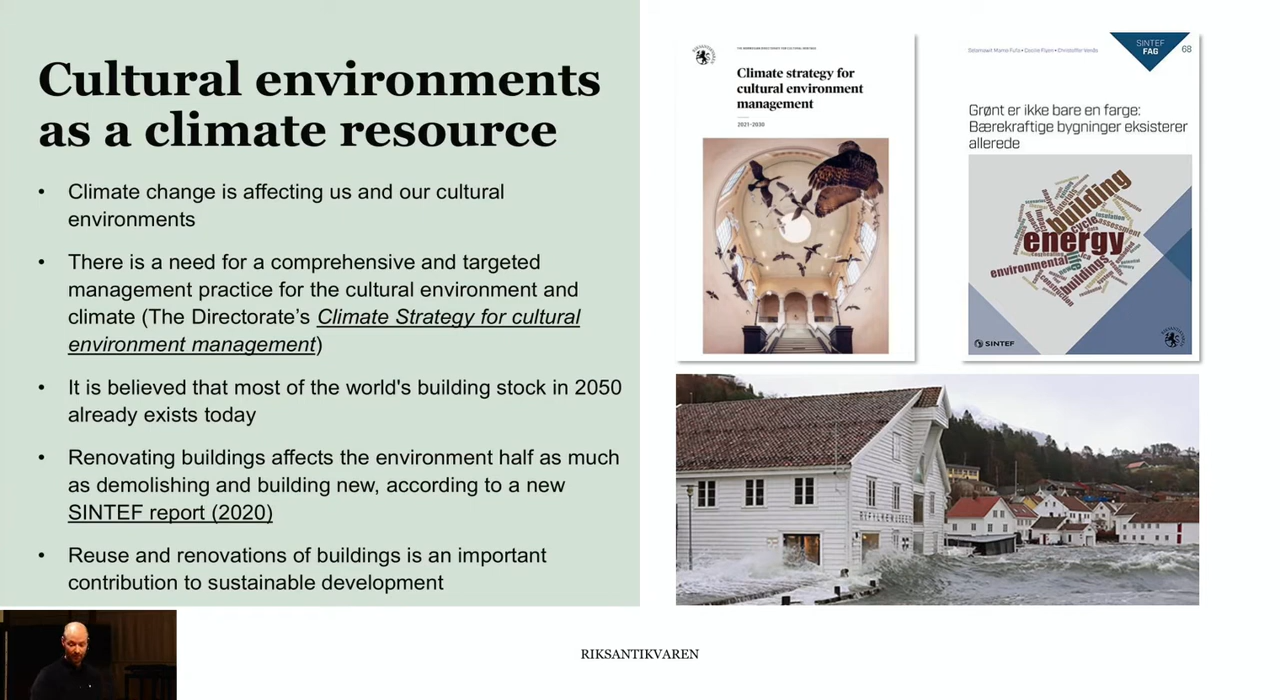 Cultural environments
as a climate resource
• Climate change is affecting us and our cultural
environments
• There is a need for a comprehensive and targeted
management practice for the cultural environment and
climate (The Directorate’s Climate Strategy for cultural
environment management)
• It is believed that most of the world's building stock in 2050
already exists today
• Renovating buildings affects the environment half as much
as demolishing and building new, according to a new
SINTEF report (2020)
• Reuse and renovations of buildings is an important
contribution to sustainable development
Climate strategy for
cultural environment
management
2021–2030
SINTEF
FAG
68
Grønt er ikke bare en farge:
Bærekraftige bygninger eksisterer
allerede
building
cycle
assessment
energy
environmental
life
buildings
construction
SINTEF
RIKSANTIKVAREN